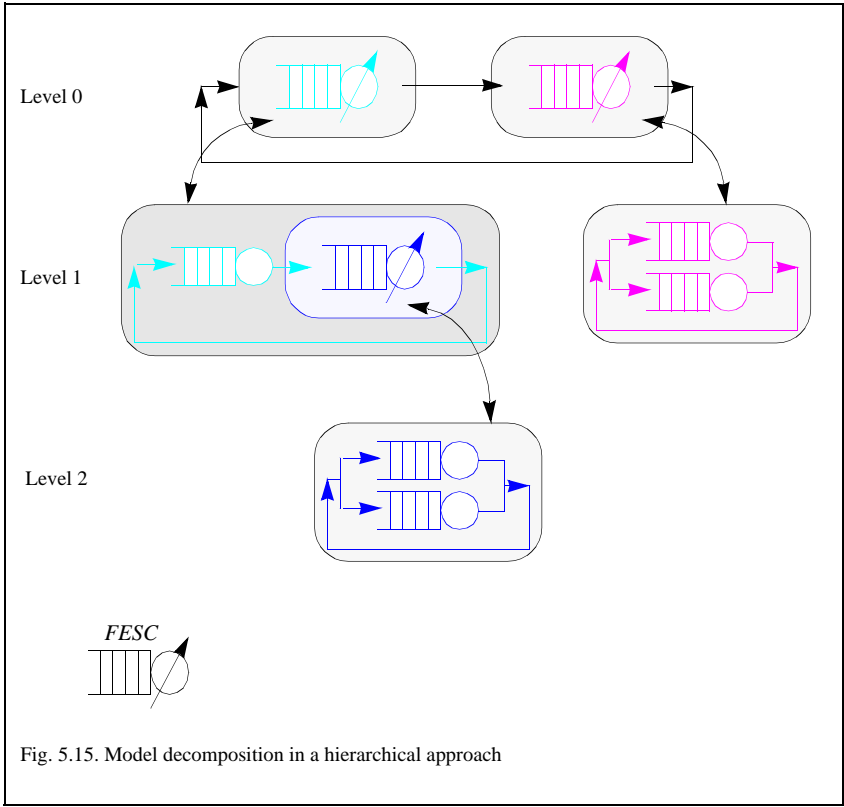 Level 0
Level 1
Level 2
FESC
Fig. 5.15. Model decomposition in a hierarchical approach